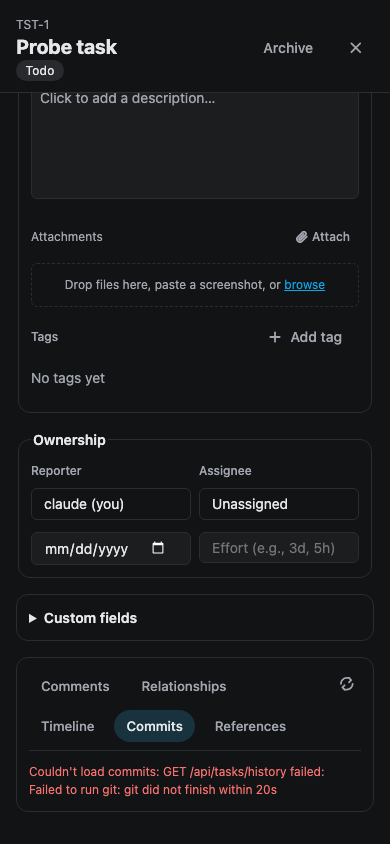 TST-1
Probe task
Archive
Todo
Click to add a description...
Attachments
Attach
Drop files here, paste a screenshot, or browse
Tags
Add tag
No tags yet
Ownership
Reporter
Assignee
claude (you)
Unassigned
mm/dd/yyyy
Effort (e.g., 3d, 5h)
Custom fields
Comments
Relationships
Timeline
Commits
References
Couldn't load commits: GET /api/tasks/history failed:
Failed to run git: git did not finish within 20s